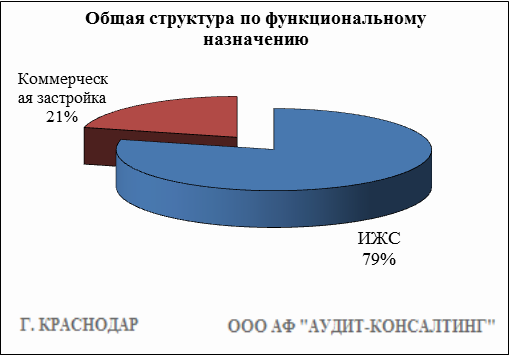 Общая структура по функциональному
назначению
Коммерческ
ая застройка
21%
ИЖС
79%
Г. КРАСНОДАР
ООО АФ "АУДИТ-КОНСАЛТИНГ"